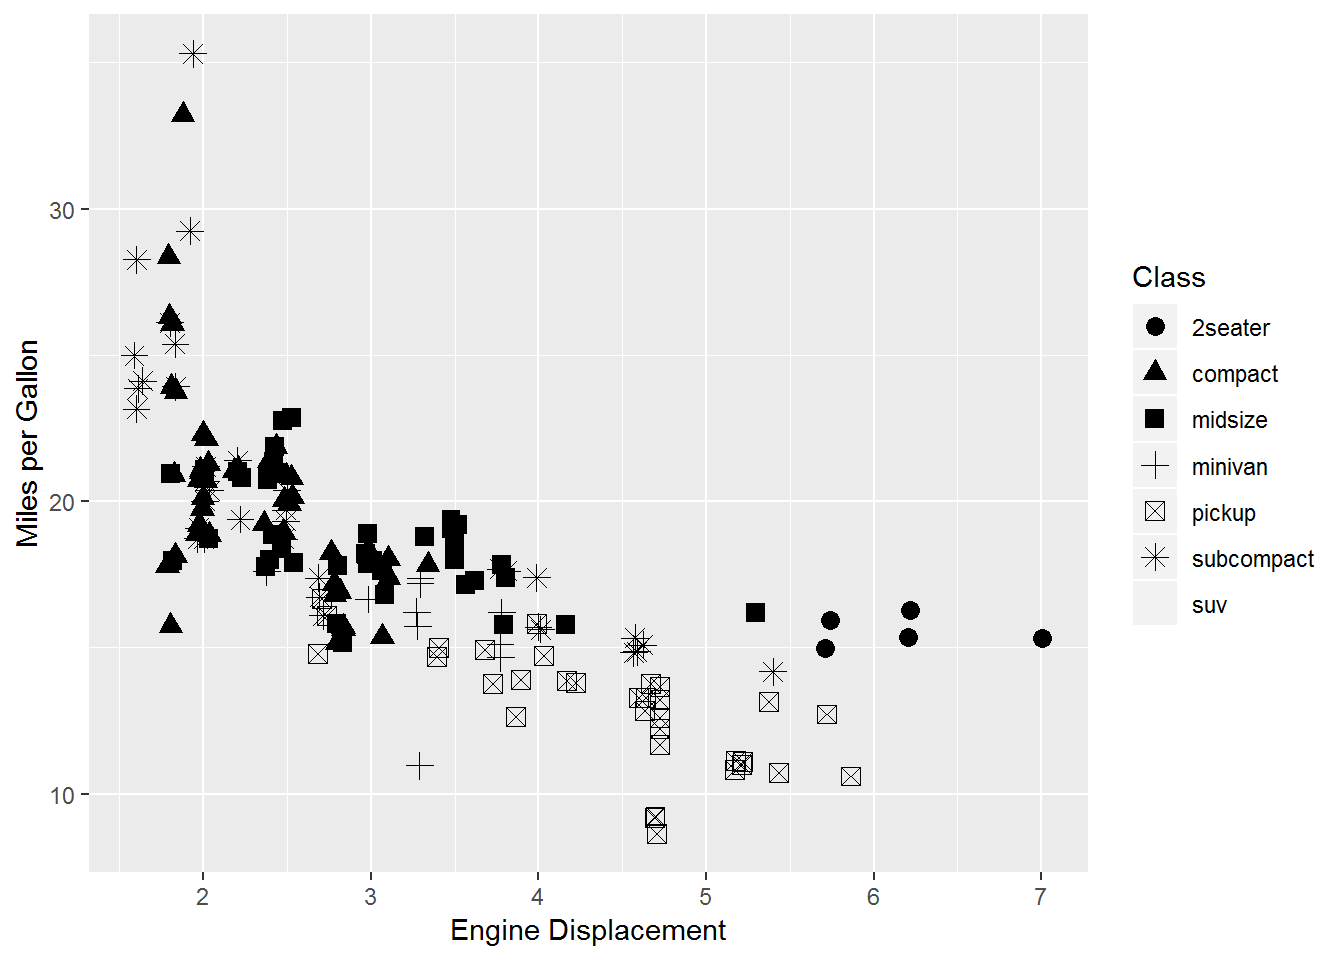 30
20
10
Miles per Gallon
2 3 4 5 6 7
Engine Displacement
Class
2seater
compact
midsize
minivan
pickup
subcompact
suv